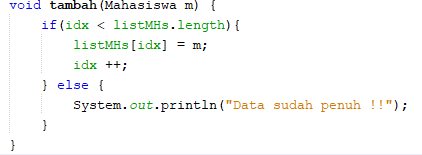 void tambah(Mahasiswa m) {
if(idx < listMHs.length){
listMHs[idx] = m;
idx ++;
} else {
System.out.println("Data sudah penuh !!");
}
}